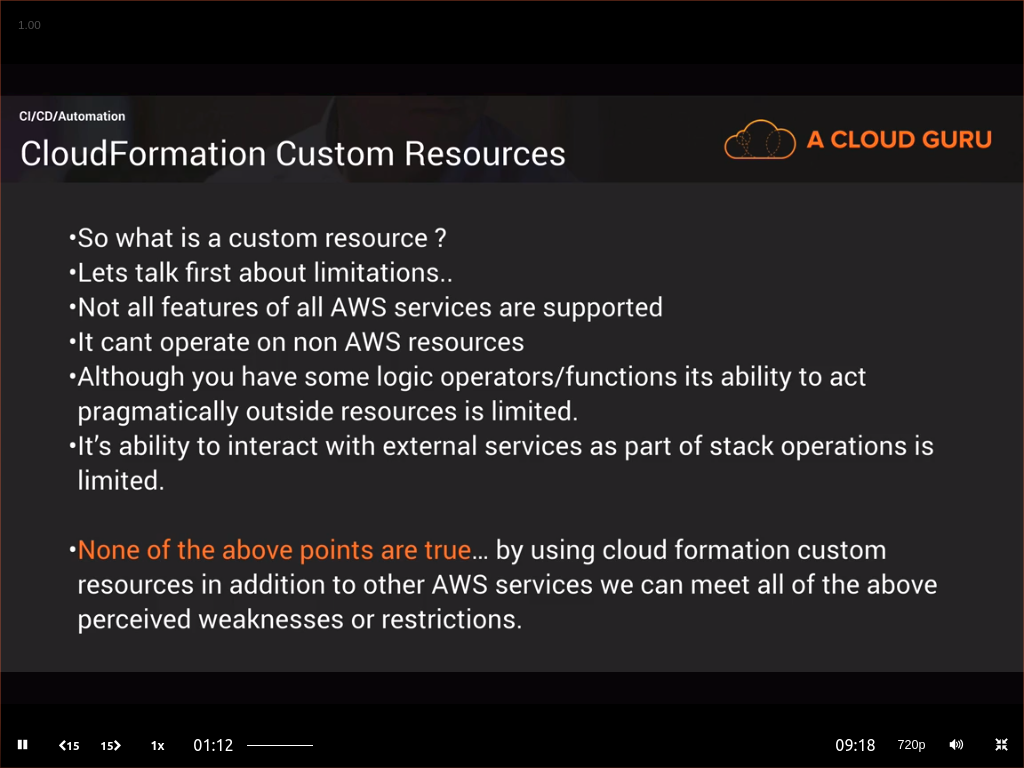 1.00
CI/CD/Automation
CloudFormation Custom Resources
A CLOUD GURU
•So what is a custom resource ?
•Lets talk first about limitations..
•Not all features of all AWS services are supported
•It cant operate on non AWS resources
•Although you have some logic operators/functions its ability to act
pragmatically outside resources is limited.
•It’s ability to interact with external services as part of stack operations is
limited.
•None of the above points are true… by using cloud formation custom
resources in addition to other AWS services we can meet all of the above
perceived weaknesses or restrictions.
15 15 1x 01:12 09:18 720p